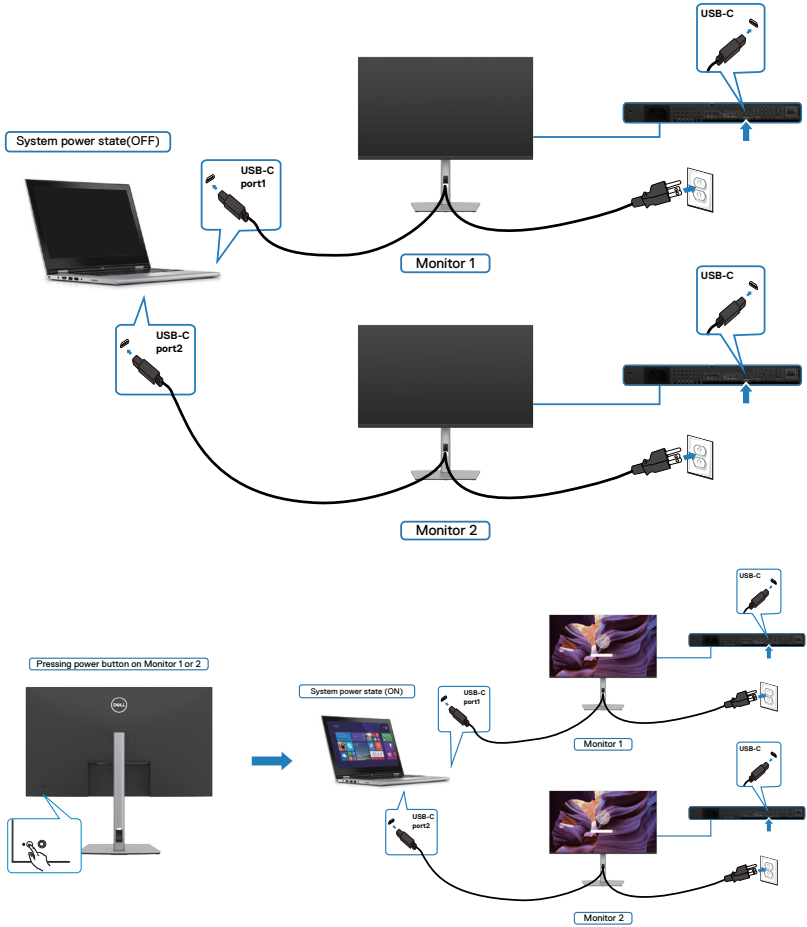 USB-C
System power state(OFF)
USB-C
port1
Monitor 1
USB-C
USB-C
port2
Monitor 2
USB-C
Pressing power button on Monitor 1 or 2
DELL
System power state (ON)
USB-C
port1
Monitor 1
USB-C
USB-C
port2
Monitor 2